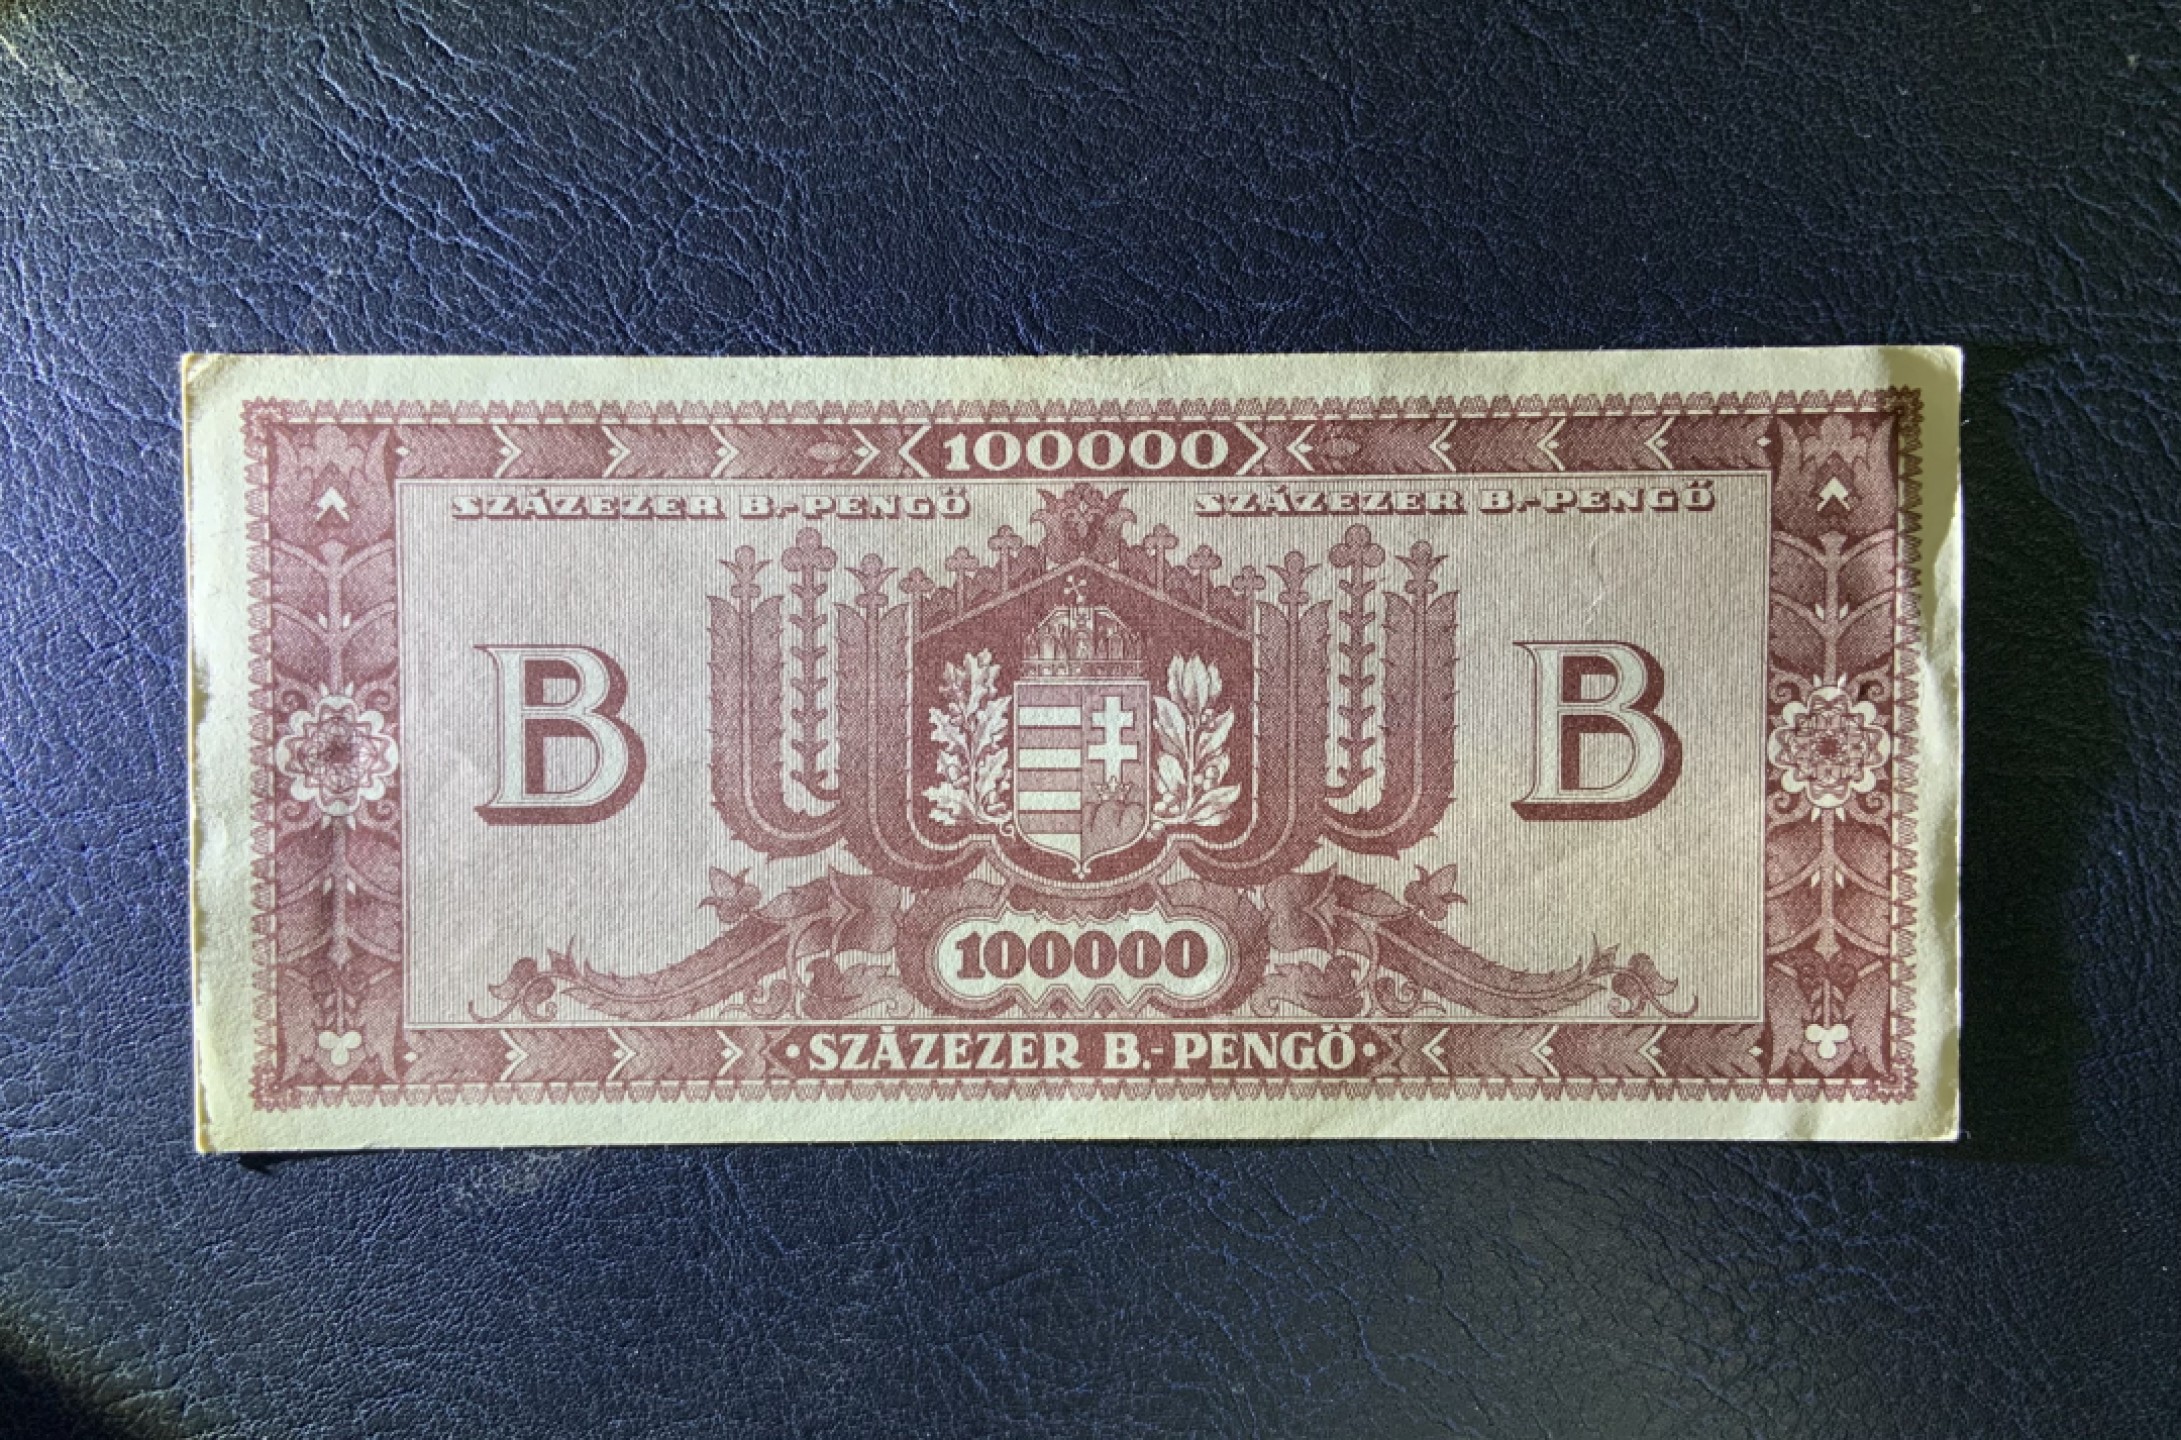 100000
SZÁZEZER B.-PENGŐ SZÁZEZER B.-PENGŐ
B B
100000
SZÁZEZER B.-PENGŐ